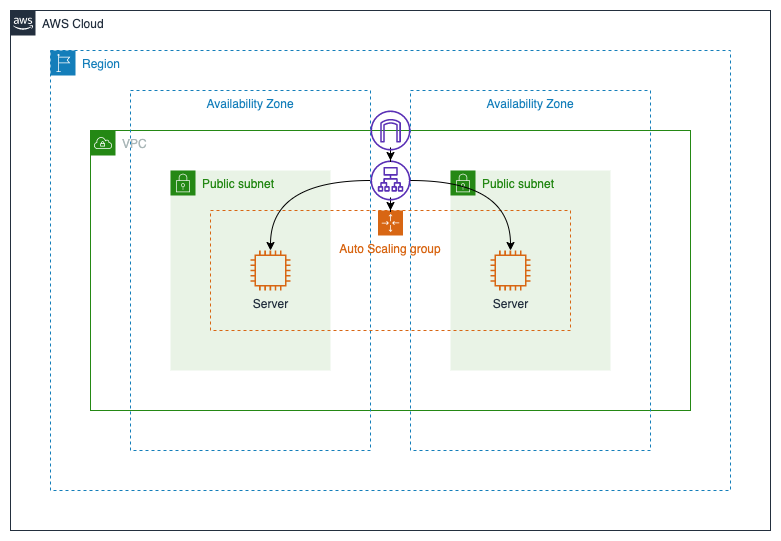 aws
AWS Cloud
Region
Availability Zone
Availability Zone
VPC
Public subnet
Public subnet
Auto Scaling group
Server
Server